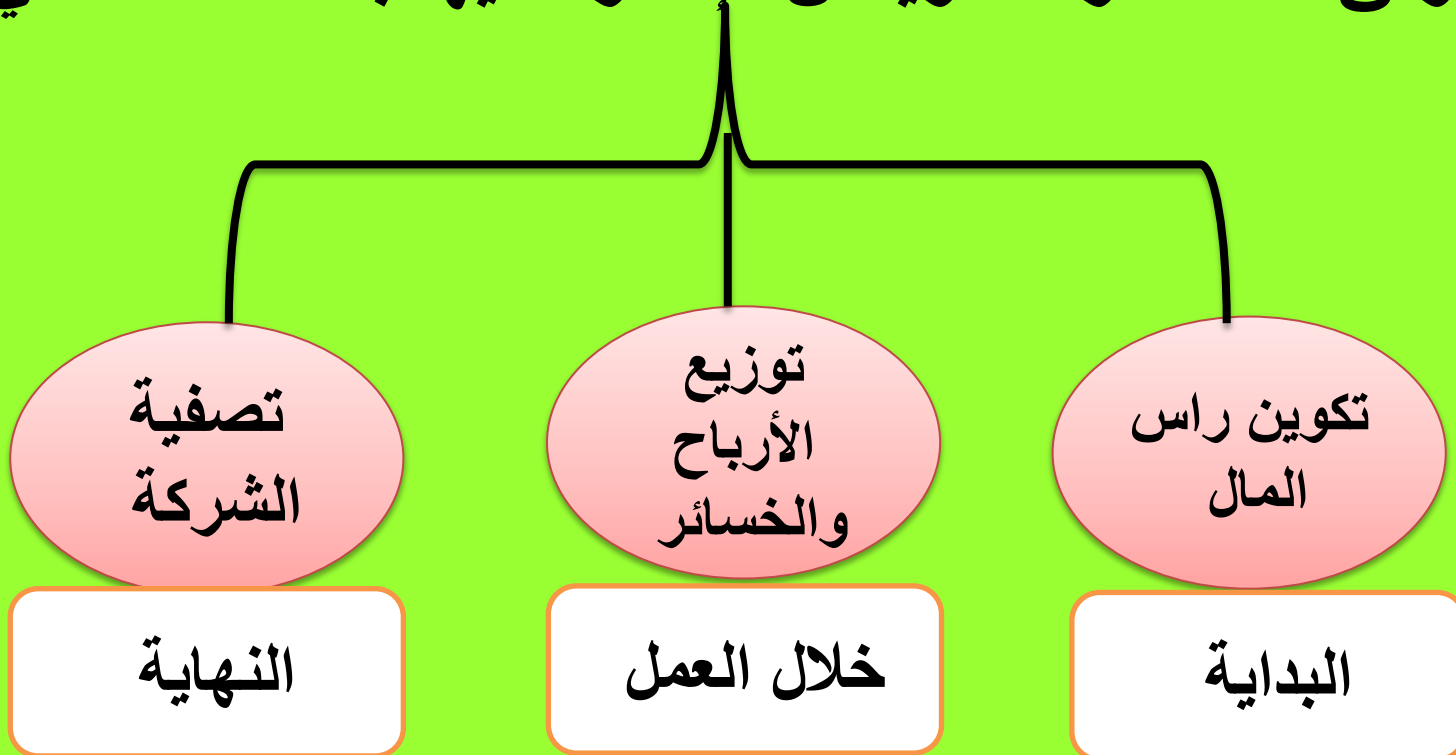 تكوين راس
المال
توزيع
الأرباح
والخسائر
تصفية
الشركة
البداية
خلال العمل
النهاية